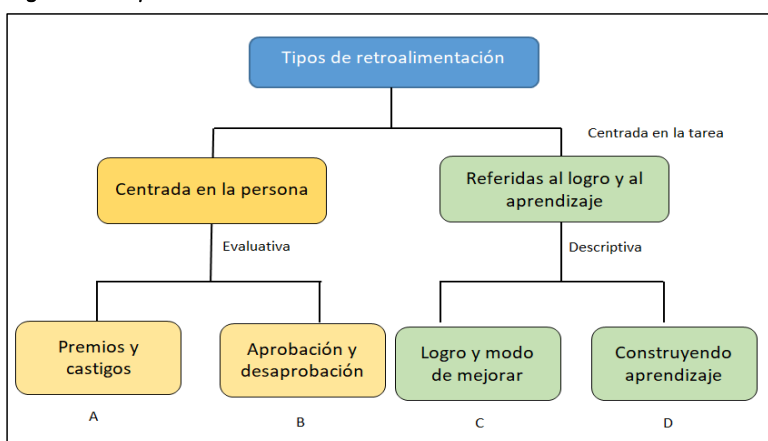 Tipos de retroalimentación
Centrada en la tarea
Centrada en la persona
Referidas al logro y al
aprendizaje
Evaluativa
Descriptiva
Premios y
castigos
Aprobación y
desaprobación
Logro y modo
de mejorar
Construyendo
aprendizaje
A
B
C
D